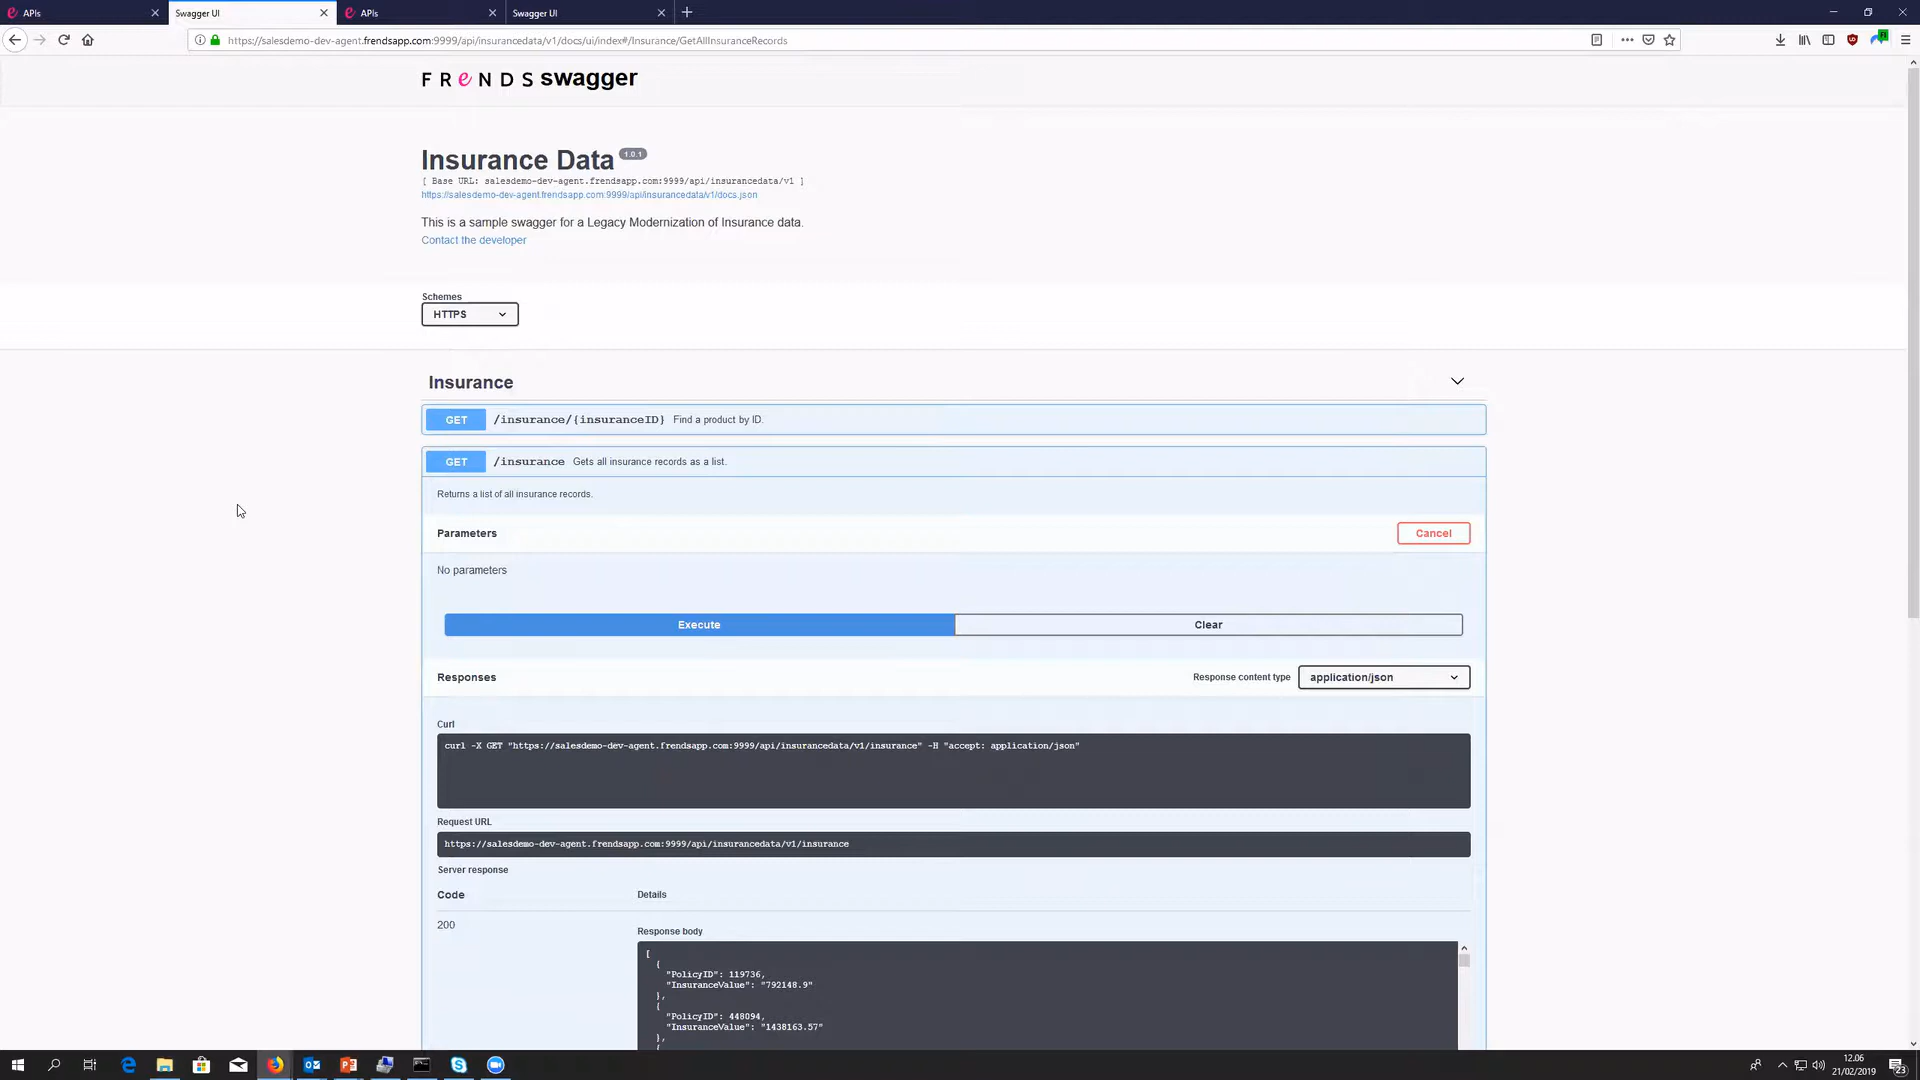 APIs
Swagger UI
APIs
Swagger UI
https://salesdemo-dev-agent.frendsapp.com:9999/api/insurancedata/v1/docs/ui/index#/Insurance/GetAllInsuranceRecords
FReNDS swagger
Insurance Data 1.0.1
[ Base URL: salesdemo-dev-agent.frendsapp.com:9999/api/insurancedata/v1 ]
https://salesdemo-dev-agent.frendsapp.com:9999/api/insurancedata/v1/docs.json
This is a sample swagger for a Legacy Modernization of Insurance data.
Contact the developer
Schemes
HTTPS
Insurance
GET /insurance/{insuranceID} Find a product by ID.
GET /insurance Gets all insurance records as a list.
Returns a list of all insurance records.
Parameters
Cancel
No parameters
Execute
Clear
Responses
Response content type
application/json
Curl
curl -X GET "https://salesdemo-dev-agent.frendsapp.com:9999/api/insurancedata/v1/insurance" -H "accept: application/json"
Request URL
https://salesdemo-dev-agent.frendsapp.com:9999/api/insurancedata/v1/insurance
Server response
Code
Details
200
Response body
[
{
"PolicyID": 119736,
"InsuranceValue": "792148.9"
},
{
"PolicyID": 448094,
"InsuranceValue": "1438163.57"
},
{
12.06
21/02/2019
23